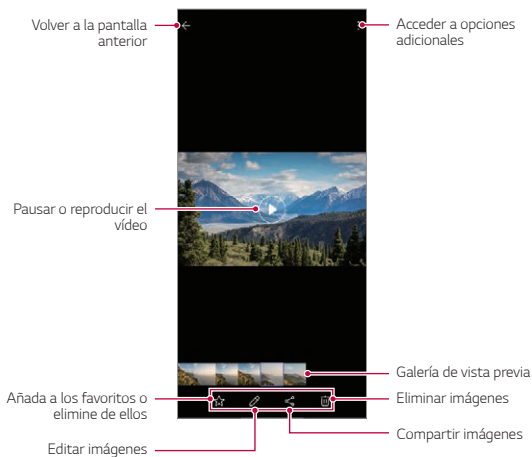 Volver a la pantalla
anterior
Acceder a opciones
adicionales
Pausar o reproducir el
vídeo
Galería de vista previa
Añada a los favoritos o
elimine de ellos
Eliminar imágenes
Compartir imágenes
Editar imágenes